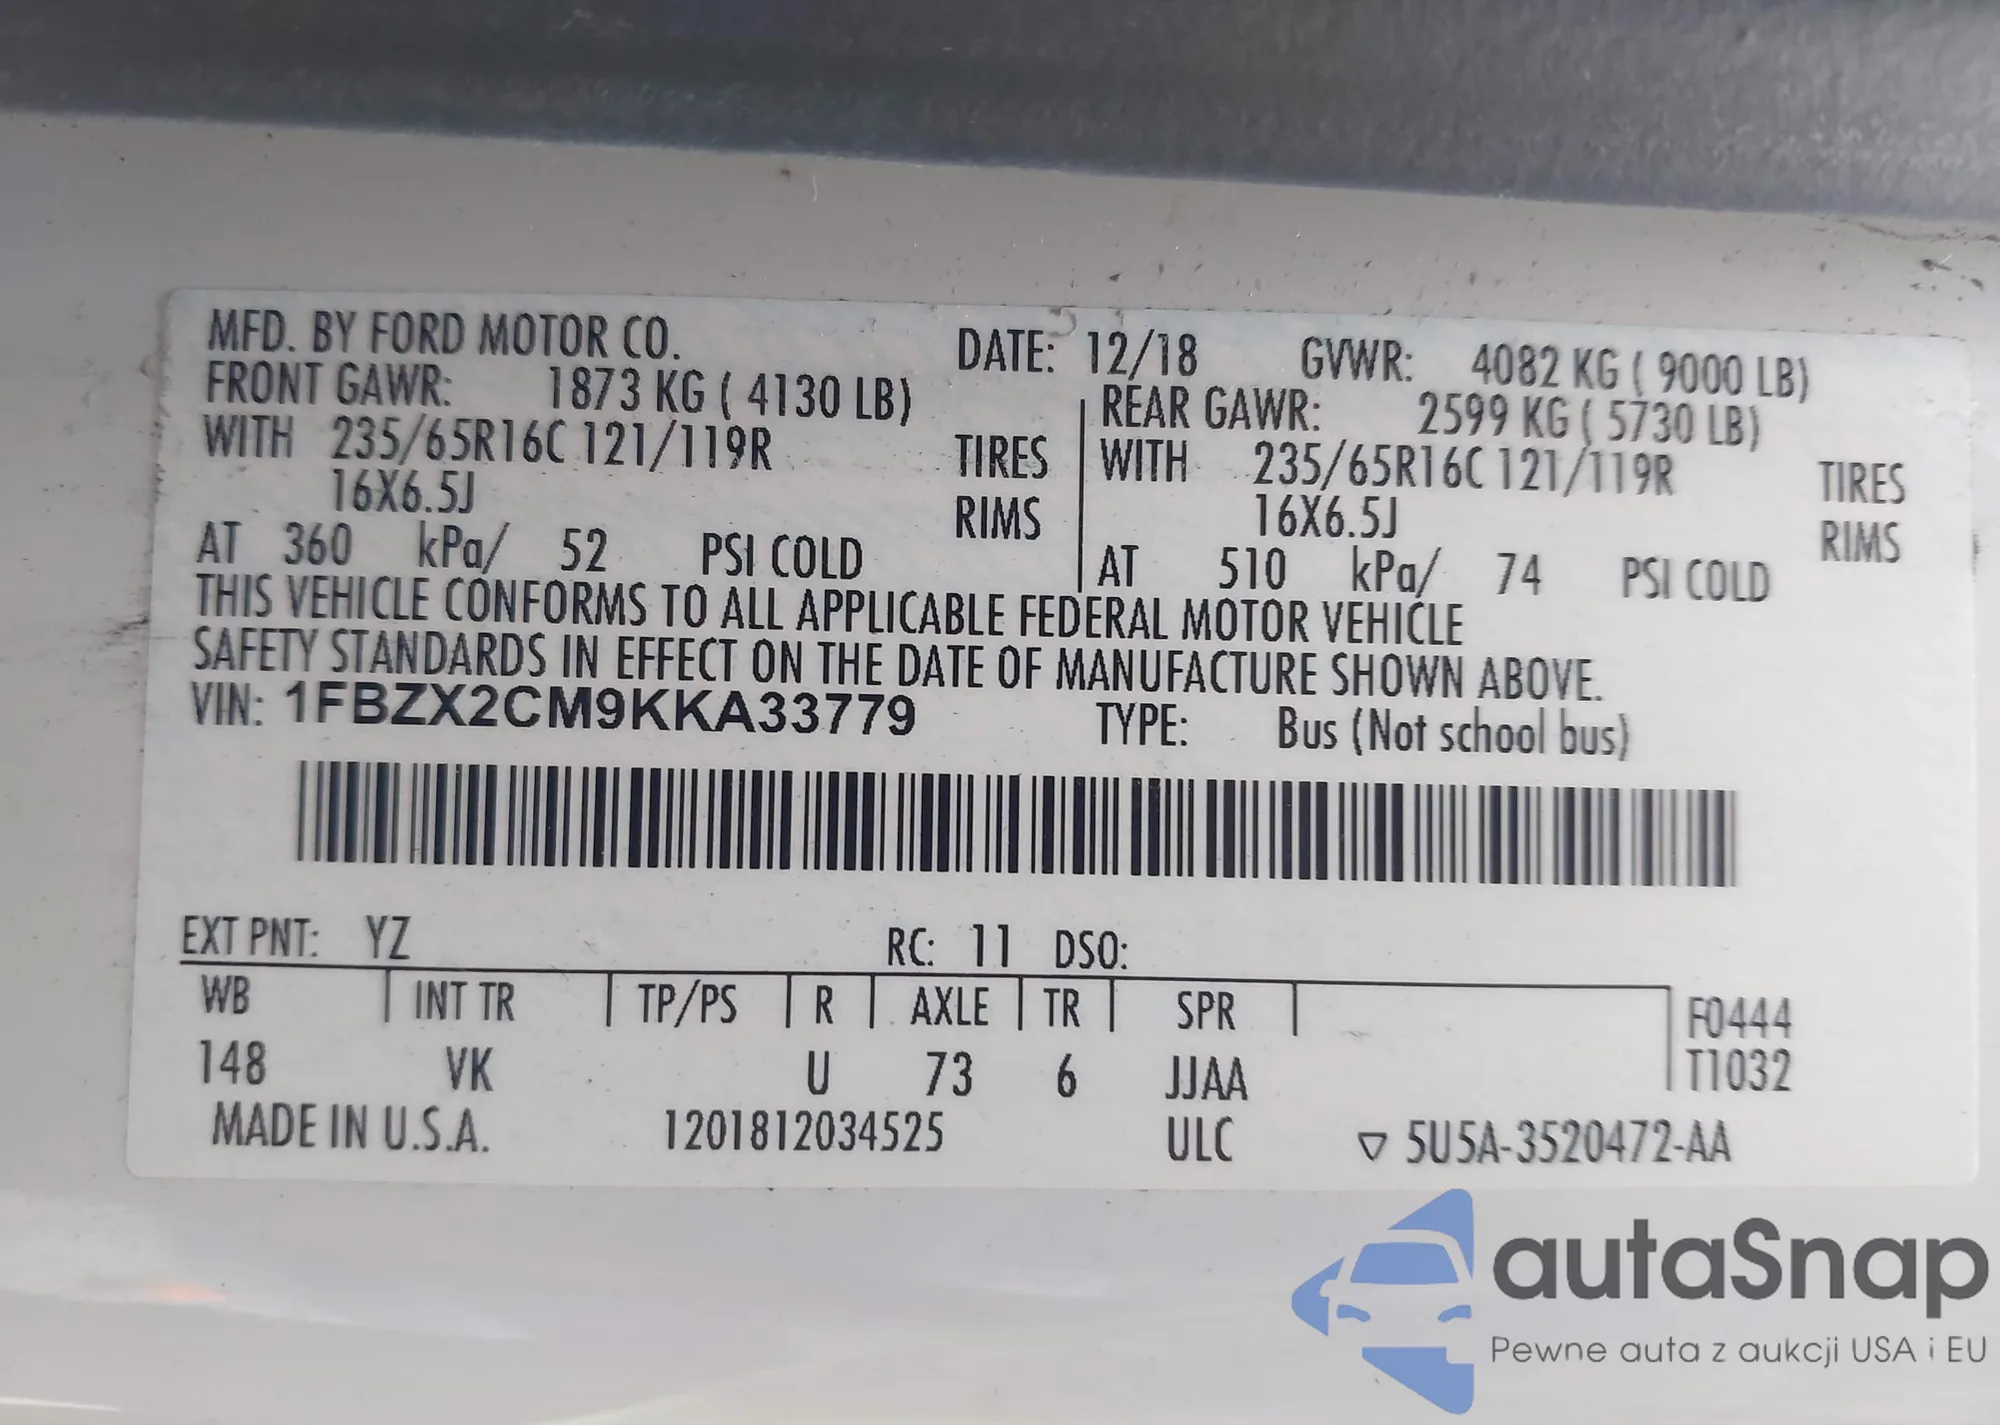 MFD. BY FORD MOTOR CO. DATE: 12/18 GVWR: 4082 KG ( 9000 LB)
FRONT GAWR: 1873 KG ( 4130 LB) REAR GAWR: 2599 KG ( 5730 LB)
WITH 235/65R16C 121/119R TIRES WITH 235/65R16C 121/119R TIRES
16X6.5J RIMS 16X6.5J RIMS
AT 360 kPa/ 52 PSI COLD AT 510 kPa/ 74 PSI COLD
THIS VEHICLE CONFORMS TO ALL APPLICABLE FEDERAL MOTOR VEHICLE
SAFETY STANDARDS IN EFFECT ON THE DATE OF MANUFACTURE SHOWN ABOVE.
VIN: 1FBZX2CM9KKA33779 TYPE: Bus (Not school bus)
EXT PNT: YZ RC: 11 DSO:
WB INT TR TP/PS R AXLE TR SPR F0444
148 VK U 73 6 JJAA T1032
MADE IN U.S.A. 1201812034525 ULC ▽ 5U5A-3520472-AA
autaSnap
Pewne auta z aukcji USA i EU